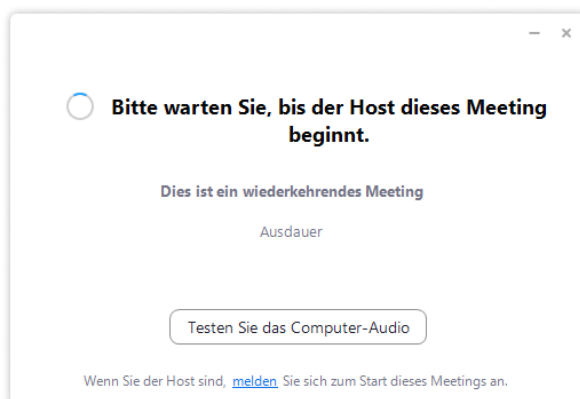 Bitte warten Sie, bis der Host dieses Meeting
beginnt.
Dies ist ein wiederkehrendes Meeting
Ausdauer
Testen Sie das Computer-Audio
Wenn Sie der Host sind, melden Sie sich zum Start dieses Meetings an.